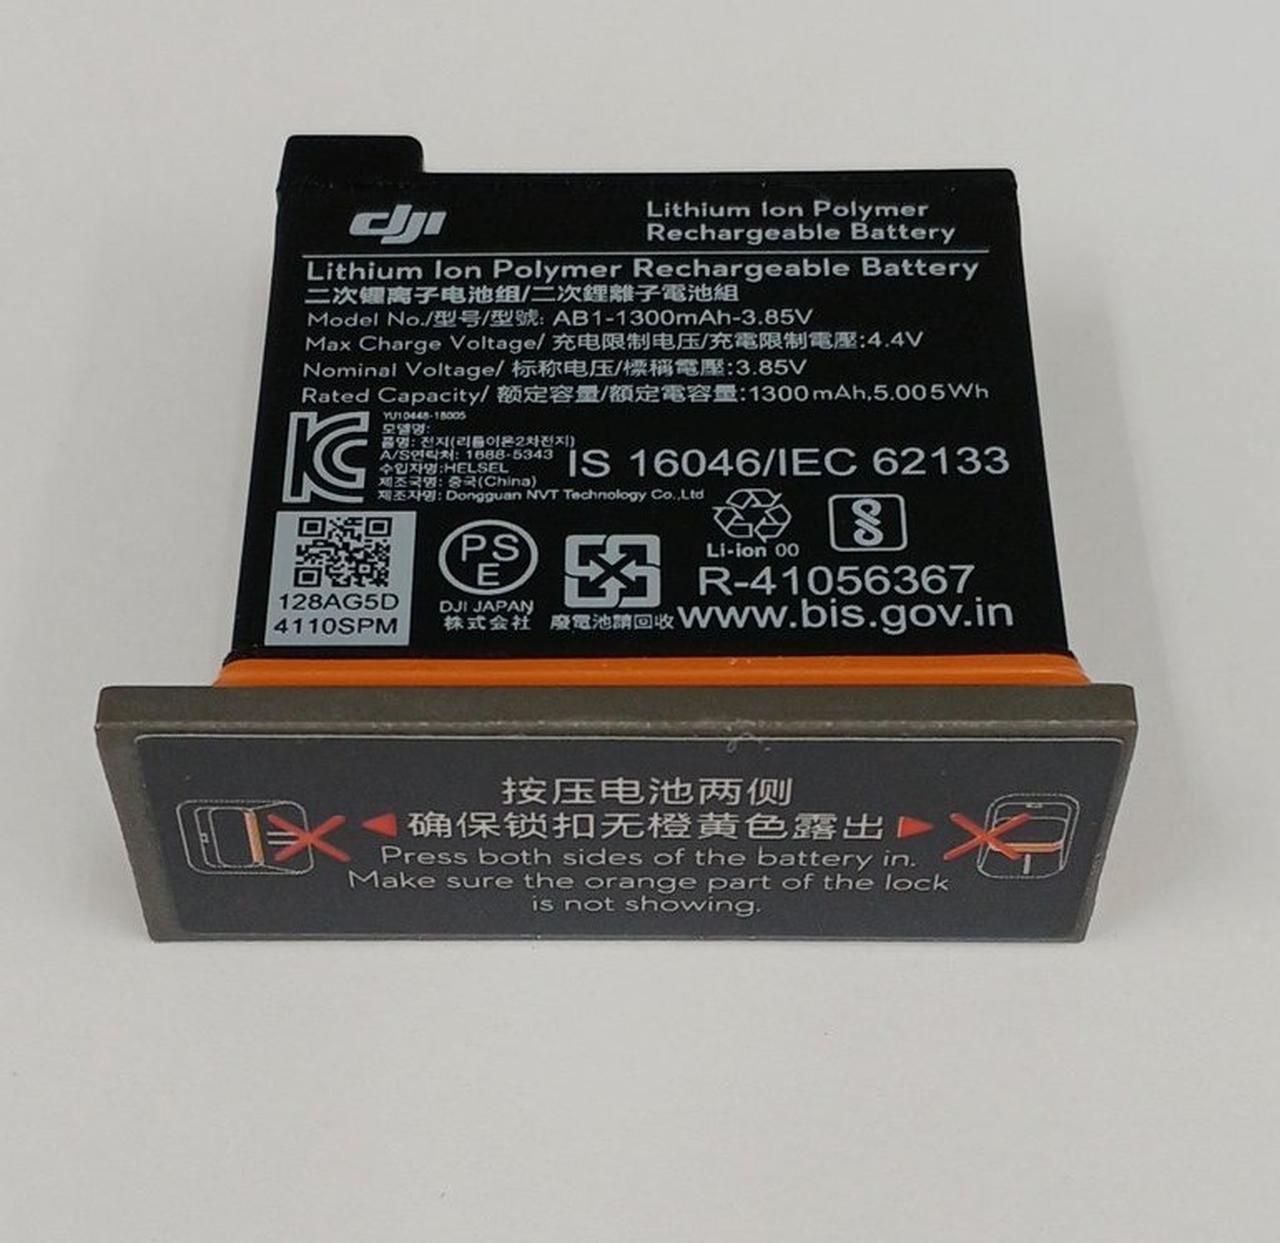 dji
Lithium Ion Polymer
Rechargeable Battery
Lithium Ion Polymer Rechargeable Battery
二次锂离子电池组/二次鋰離子電池組
Model No./型号/型號: AB1-1300mAh-3.85V
Max Charge Voltage/ 充电限制电压/充電限制電壓:4.4V
Nominal Voltage/ 标称电压/標稱電壓:3.85V
Rated Capacity/ 额定容量/額定電容量:1300mAh,5.005Wh
YU10448-18005
모델명:
품명: 전지(리튬이온2차전지)
A/S연락처: 1688-5343
수입자명:HELSEL
제조국명: 중국(China)
제조자명: Dongguan NVT Technology Co.,Ltd
IS 16046/IEC 62133
128AG5D
4110SPM
PS
E
DJI JAPAN
株式会社
廢電池請回收
Li-ion 00
R-41056367
www.bis.gov.in
按压电池两侧
确保锁扣无橙黄色露出
Press both sides of the battery in.
Make sure the orange part of the lock
is not showing.